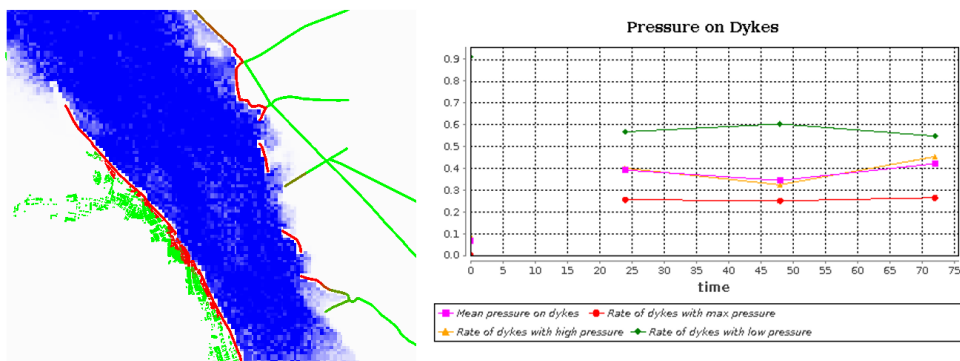 Pressure on Dykes
0.9
0.8
0.7
0.6
0.5
0.4
0.3
0.2
0.1
0.0
0 5 10 15 20 25 30 35 40 45 50 55 60 65 70 75
time
Mean pressure on dykes Rate of dykes with max pressure
Rate of dykes with high pressure Rate of dykes with low pressure